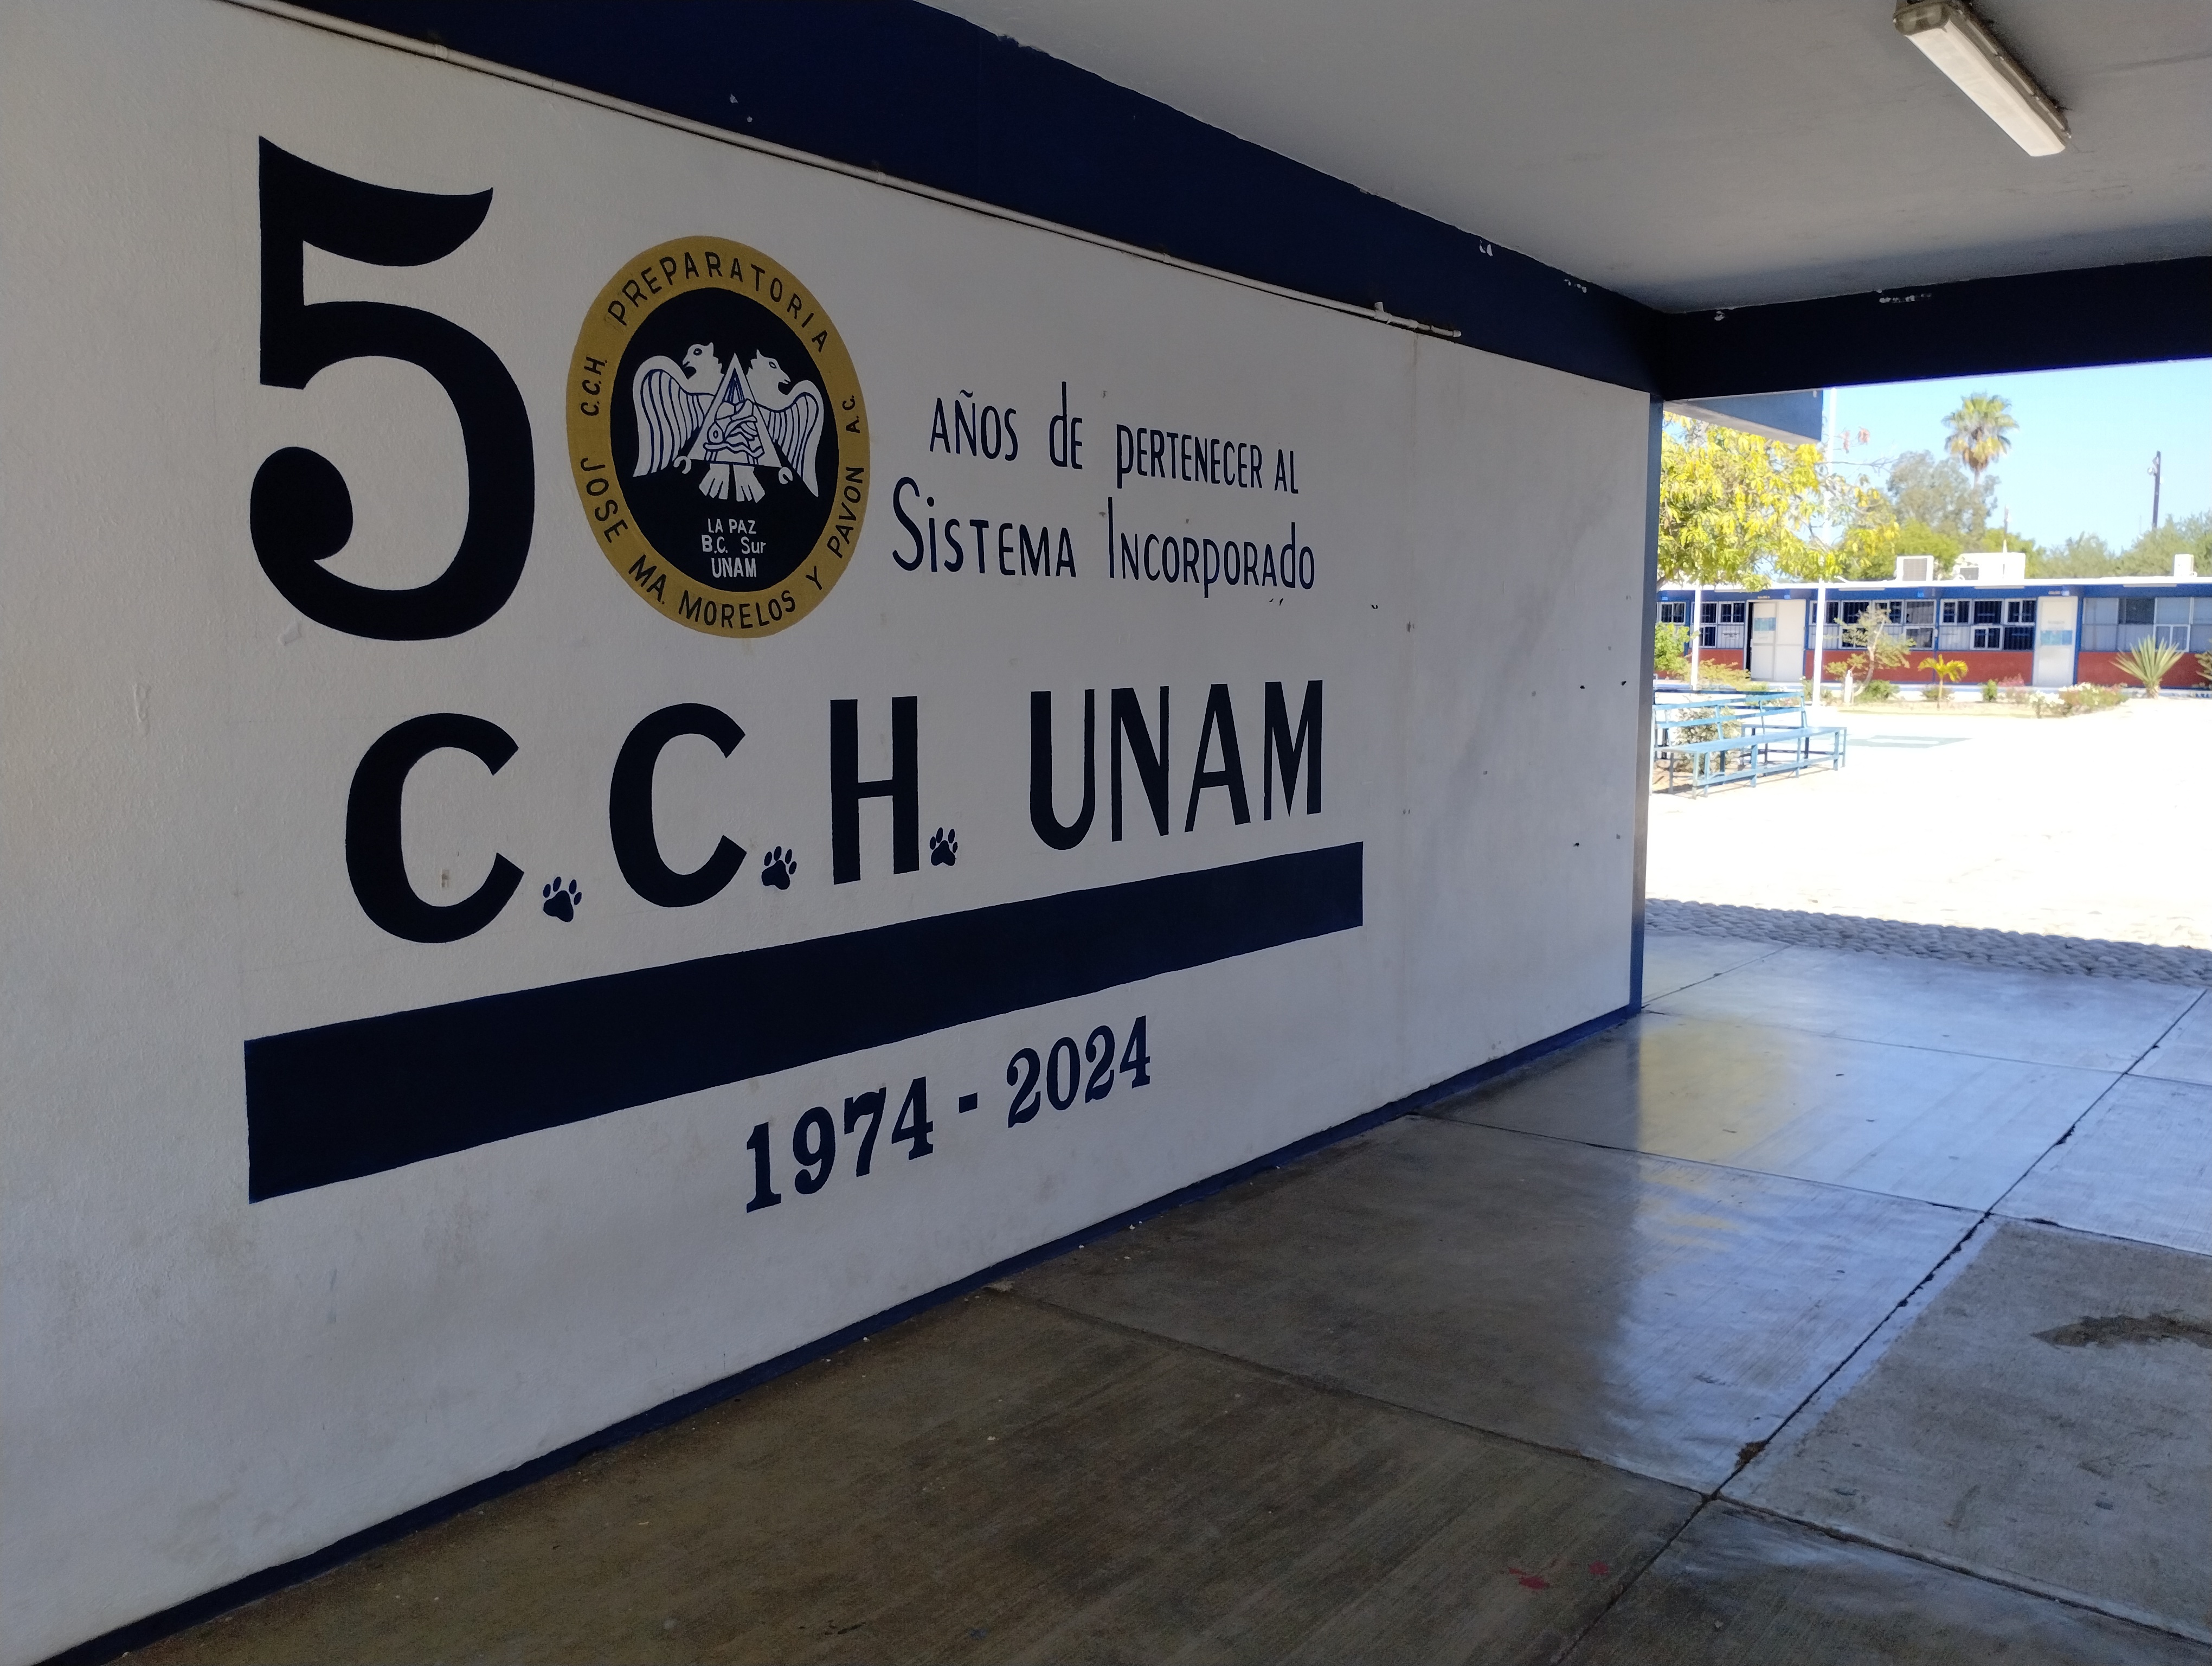 50
C.C.H. PREPARATORIA
JOSE MA. MORELOS Y PAVON A.C.
LA PAZ
B.C. Sur
UNAM
AÑOS de PERTENECER AL
SiSTEMA INCORPORAdo
C.C.H. UNAM
1974 - 2024